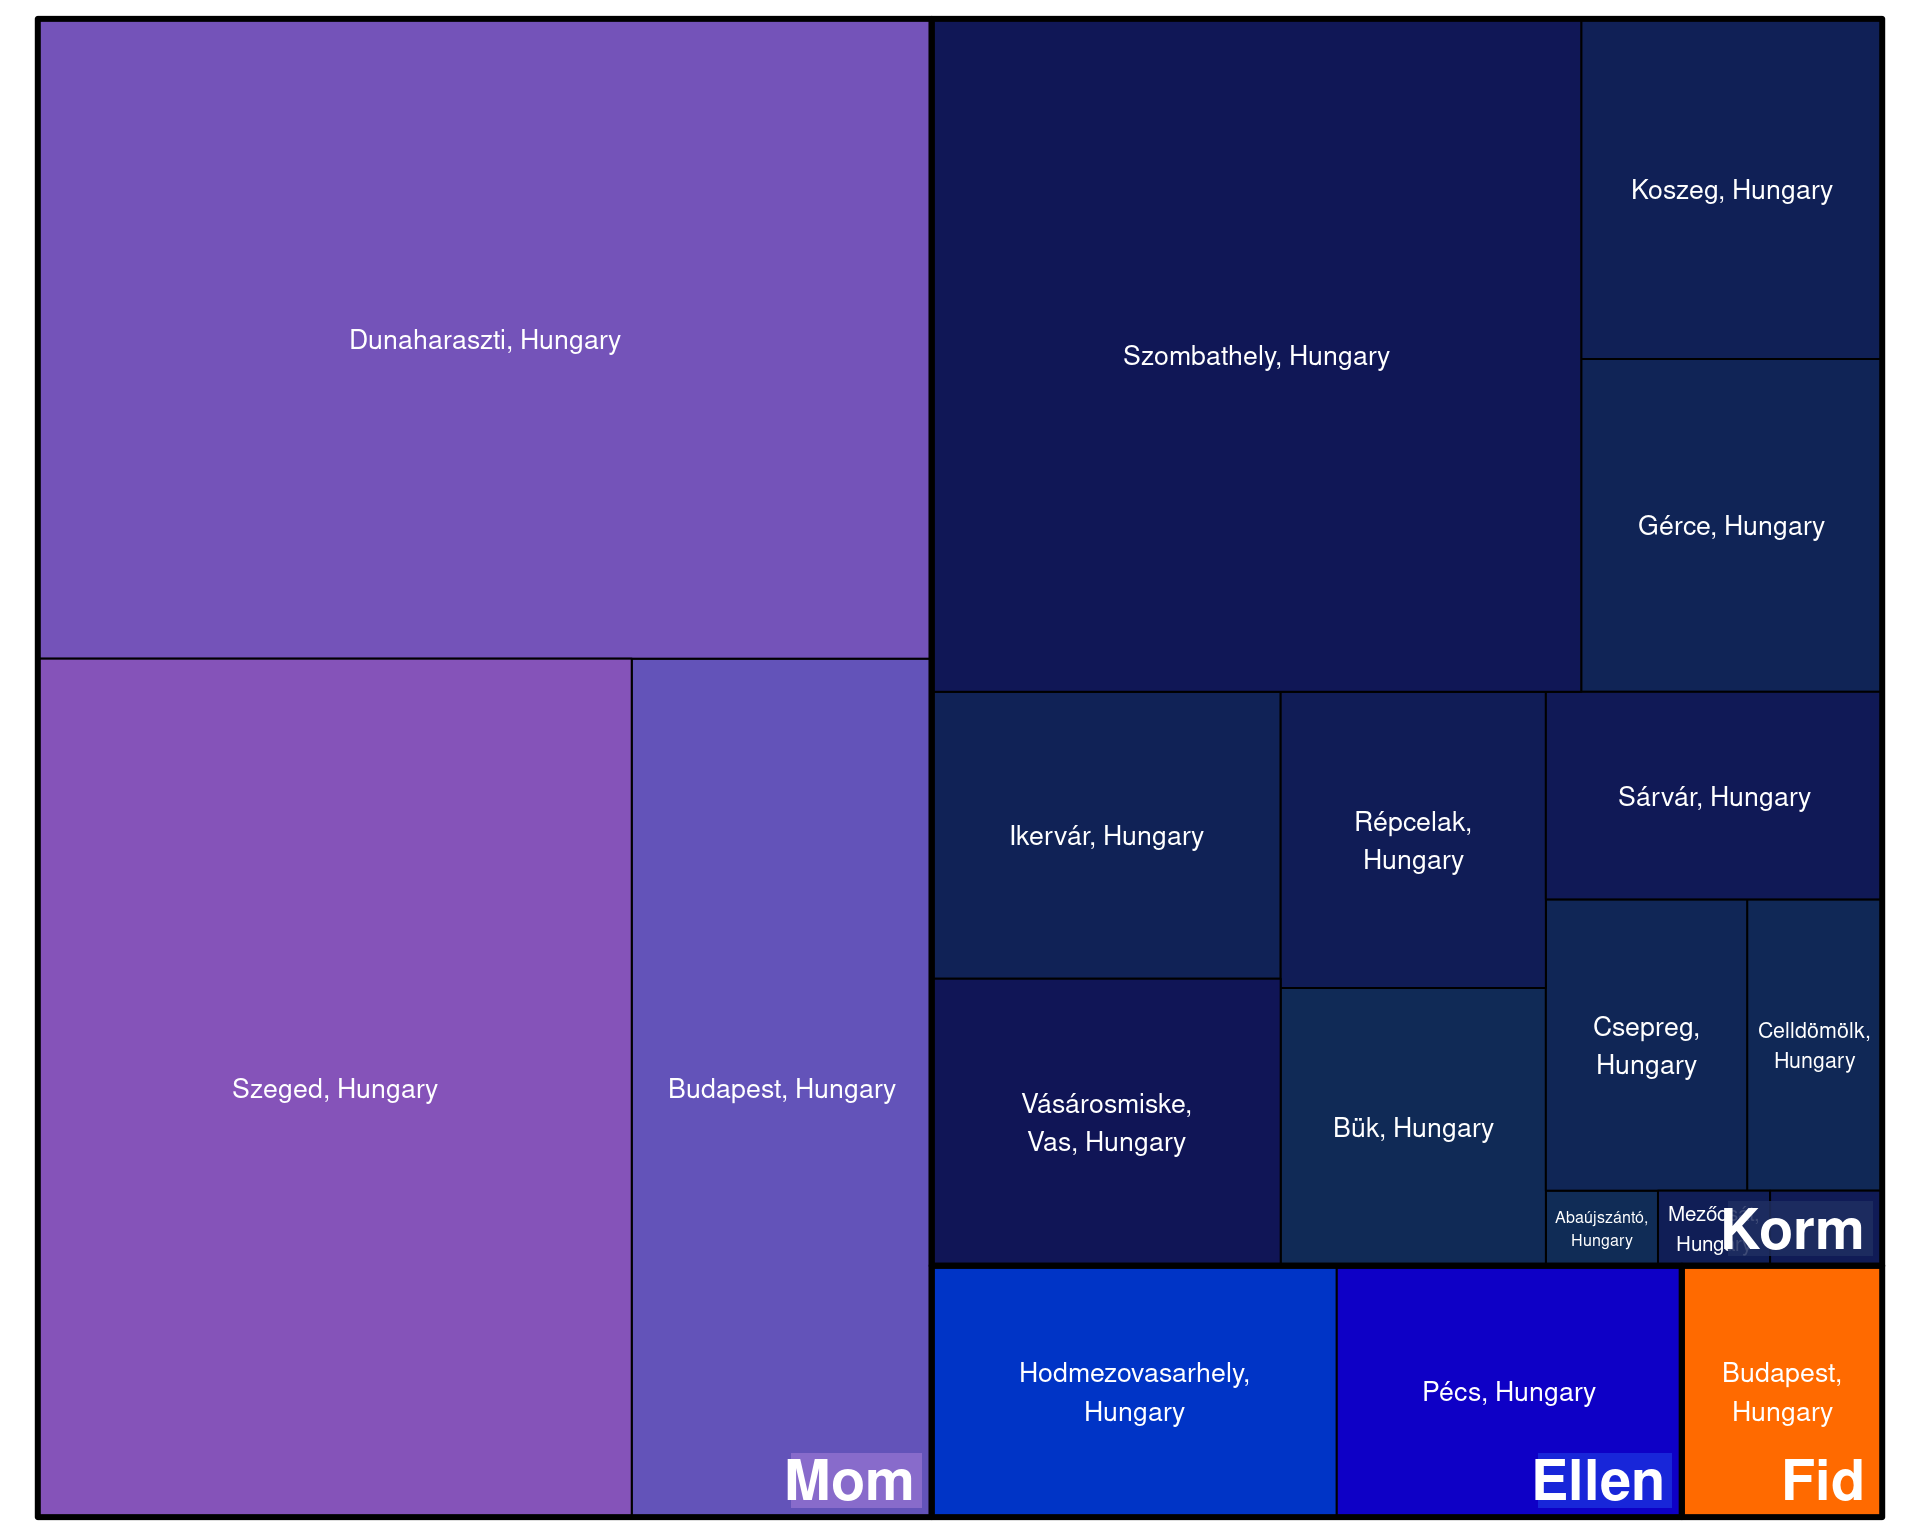 Dunaharaszti, Hungary
Szeged, Hungary
Budapest, Hungary
Mom
Szombathely, Hungary
Koszeg, Hungary
Gérce, Hungary
Ikervár, Hungary
Vásárosmiske,
Vas, Hungary
Répcelak,
Hungary
Bük, Hungary
Sárvár, Hungary
Csepreg,
Hungary
Celldömölk,
Hungary
Abaújszántó,
Hungary
Mezőcsát,
Hungary
Korm
Hodmezovasarhely,
Hungary
Pécs, Hungary
Ellen
Budapest,
Hungary
Fid